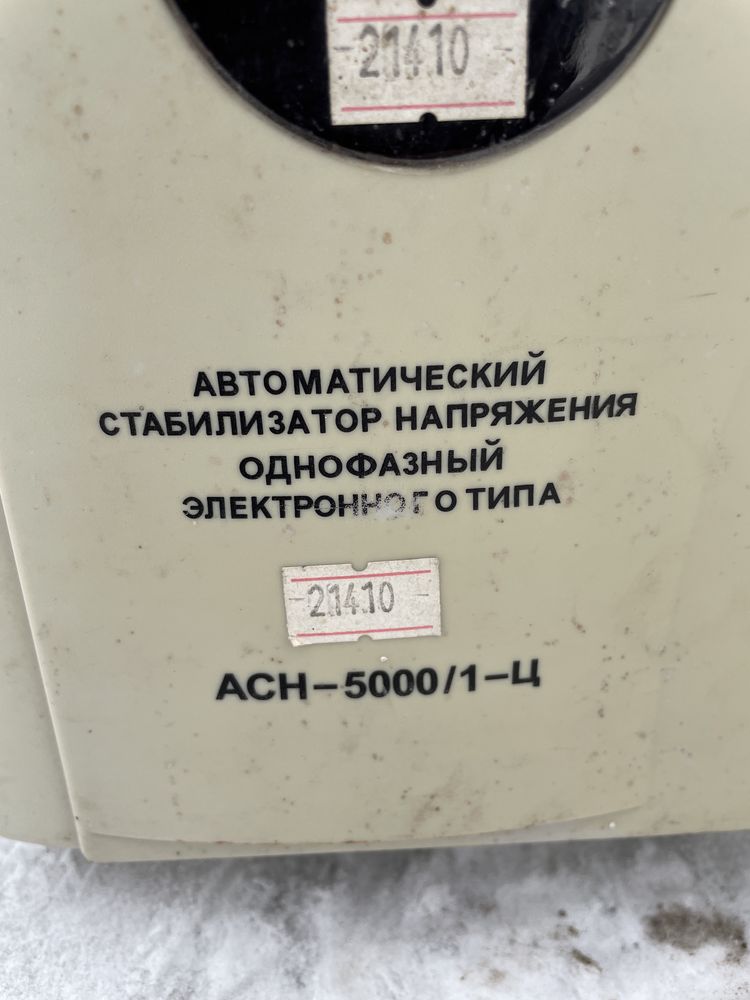 -21410-
АВТОМАТИЧЕСКИЙ
СТАБИЛИЗАТОР НАПРЯЖЕНИЯ
ОДНОФАЗНЫЙ
ЭЛЕКТРОННОГО ТИПА
-21410-
АСН-5000/1-Ц